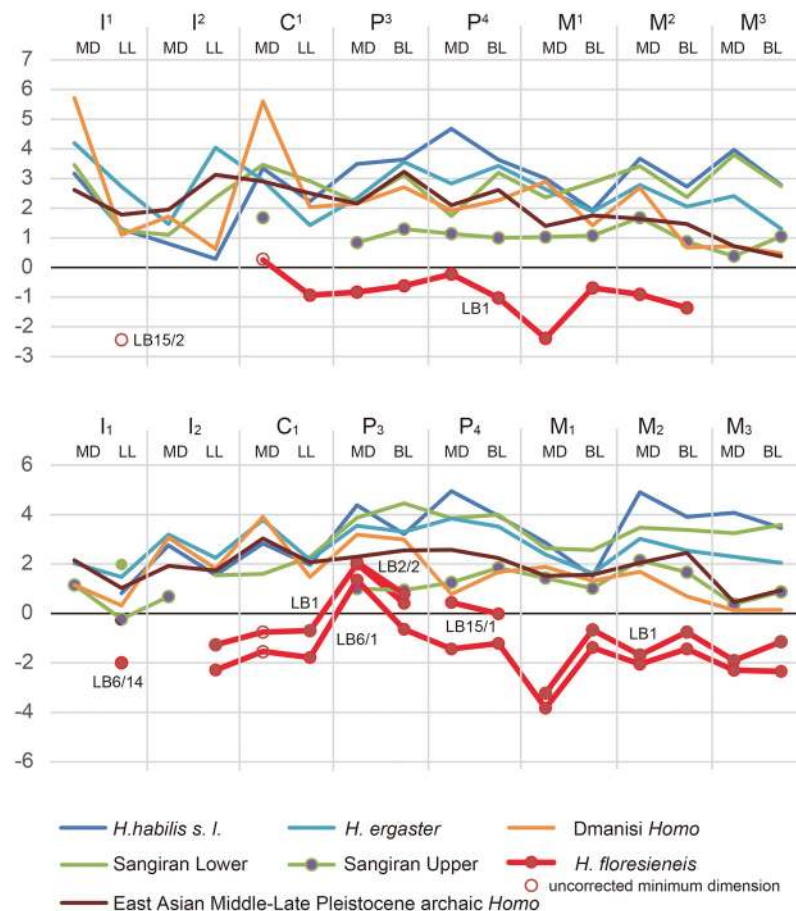 I¹ I² C¹ P³ P⁴ M¹ M² M³
MD LL MD LL MD LL MD BL MD BL MD BL MD BL MD BL
7
6
5
4
3
2
1
0
-1
-2
-3
LB1
LB15/2
I₁ I₂ C₁ P₃ P₄ M₁ M₂ M₃
MD LL MD LL MD LL MD BL MD BL MD BL MD BL MD BL
6
4
2
0
-2
-4
-6
LB2/2
LB1
LB6/1
LB15/1
LB1
LB6/14
H.habilis s. l. H. ergaster Dmanisi Homo
Sangiran Lower Sangiran Upper H. floresieneis
uncorrected minimum dimension
East Asian Middle-Late Pleistocene archaic Homo